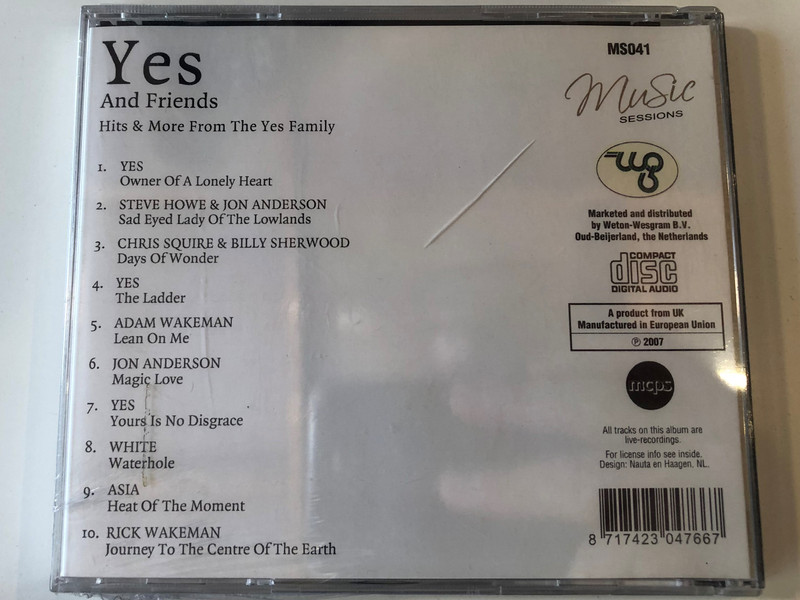 Yes
And Friends
Hits & More From The Yes Family
1. YES
Owner Of A Lonely Heart
2. STEVE HOWE & JON ANDERSON
Sad Eyed Lady Of The Lowlands
3. CHRIS SQUIRE & BILLY SHERWOOD
Days Of Wonder
4. YES
The Ladder
5. ADAM WAKEMAN
Lean On Me
6. JON ANDERSON
Magic Love
7. YES
Yours Is No Disgrace
8. WHITE
Waterhole
9. ASIA
Heat Of The Moment
10. RICK WAKEMAN
Journey To The Centre Of The Earth
MS041
Music
SESSIONS
wg
Marketed and distributed
by Weton-Wesgram B.V.
Oud-Beijerland, the Netherlands
COMPACT
disc
DIGITAL AUDIO
A product from UK
Manufactured in European Union
℗ 2007
mcps
All tracks on this album are
live-recordings.
For license info see inside.
Design: Nauta en Haagen, NL.
8 717423 047667